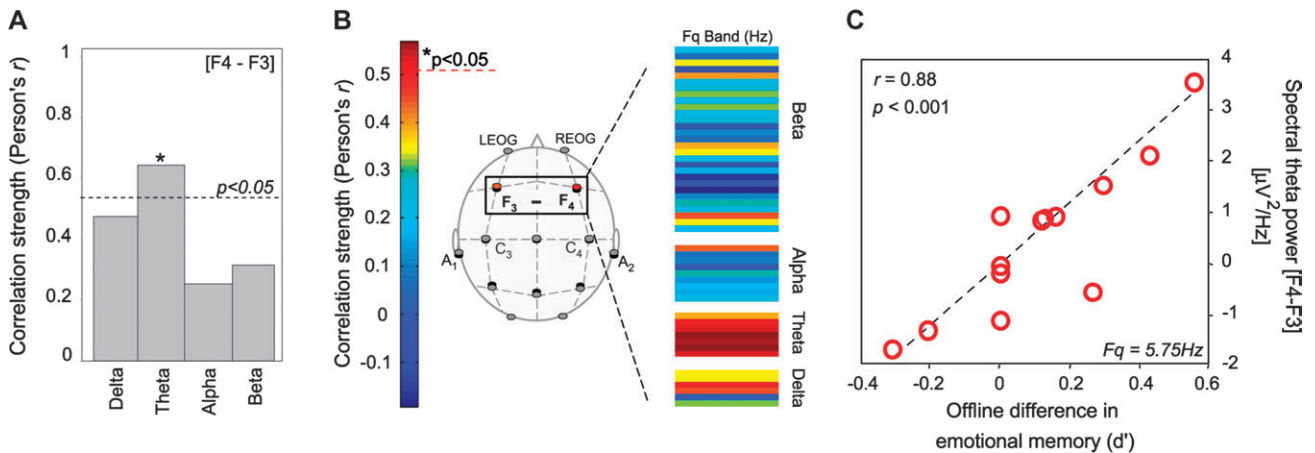 A
Correlation strength (Person's r)
1
0.8
0.6
0.4
0.2
0
[F4 - F3]
*
p<0.05
Delta
Theta
Alpha
Beta
B
Correlation strength (Person's r)
0.5
0.4
0.3
0.2
0.1
0
-0.1
*p<0.05
LEOG
REOG
F3 - F4
C3
C4
A1
A2
Fq Band (Hz)
Beta
Alpha
Theta
Delta
C
r = 0.88
p < 0.001
Fq = 5.75Hz
4
3
2
1
0
-1
-2
Spectral theta power [F4-F3]
[µV²/Hz]
-0.4
-0.2
0
0.2
0.4
0.6
Offline difference in
emotional memory (d')